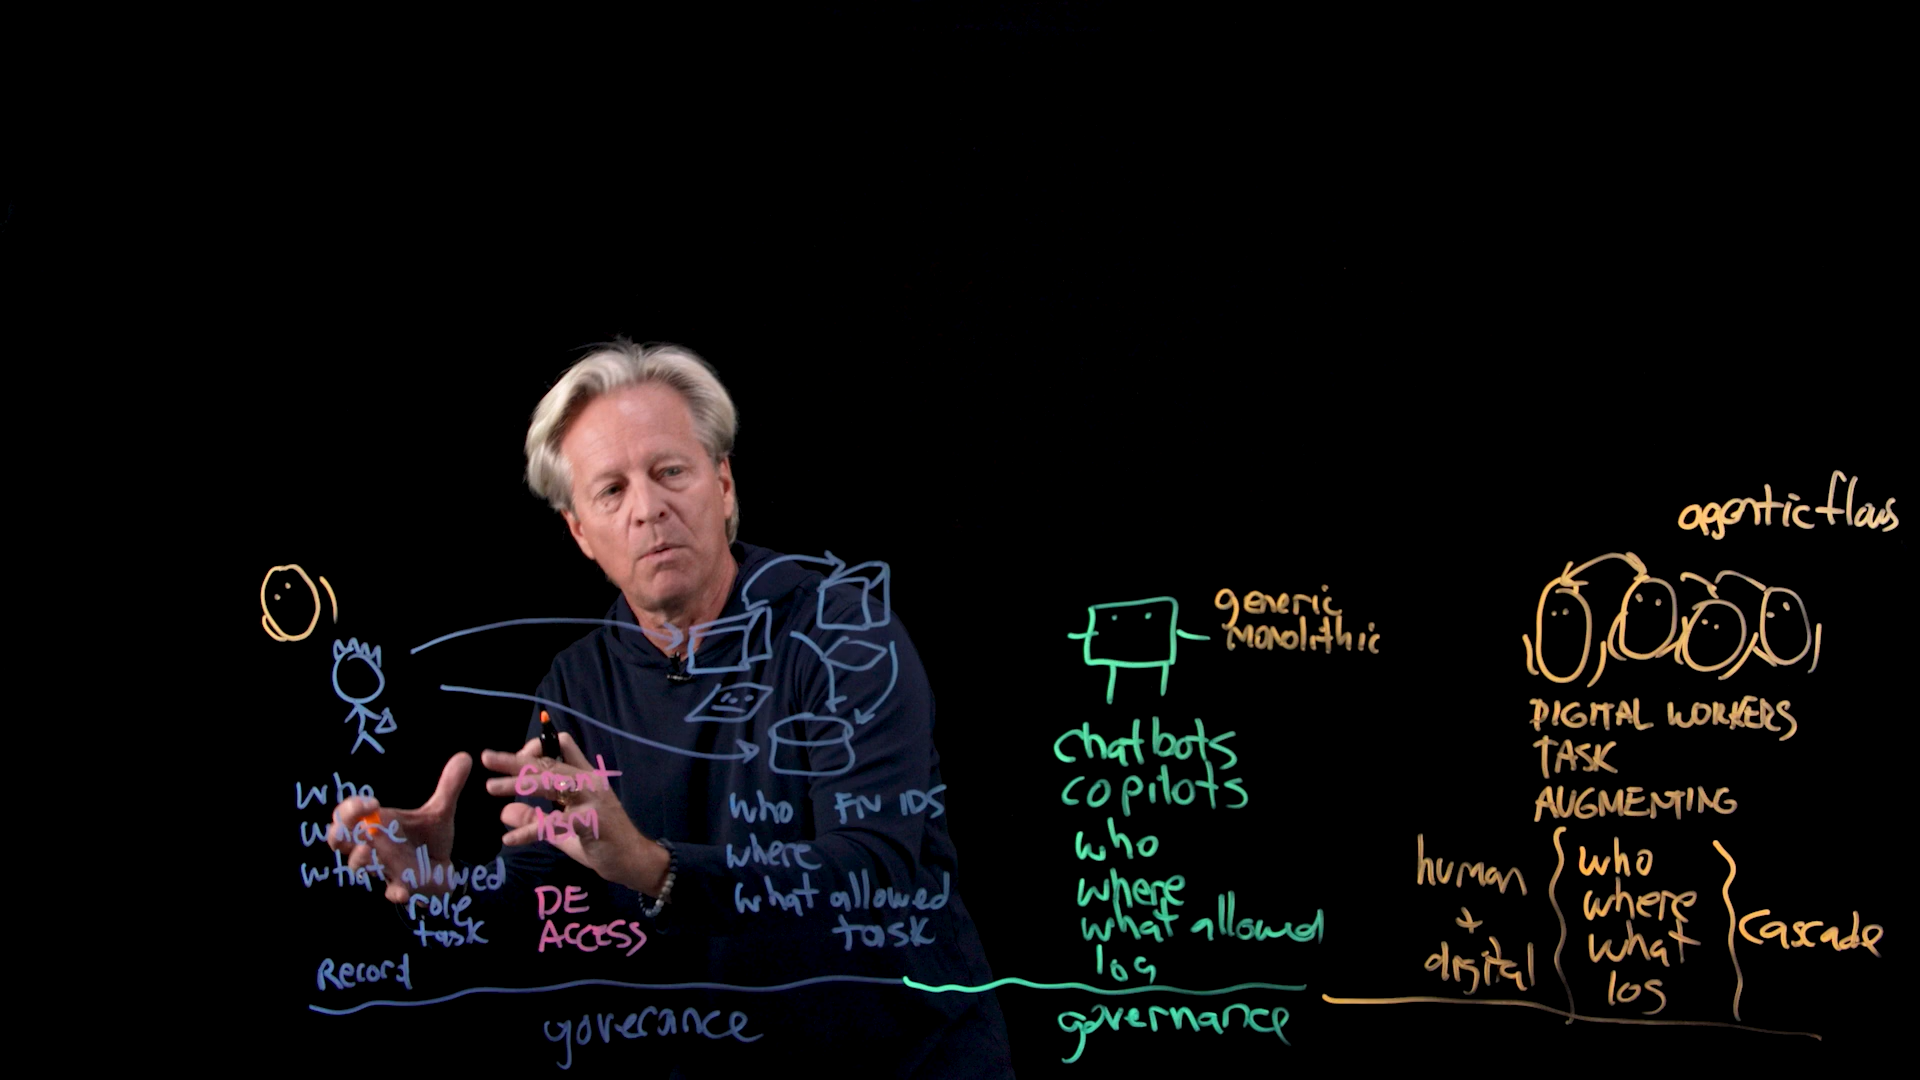 who
where
what allowed
role
task
Record
Grant
DE
ACCESS
who FN IDS
where
what allowed
task
goverance
generic
monolithic
chatbots
copilots
who
where
what allowed
log
governance
agentic flows
DIGITAL WORKERS
TASK
AUGMENTING
human
+
digital
who
where
what
log
cascade